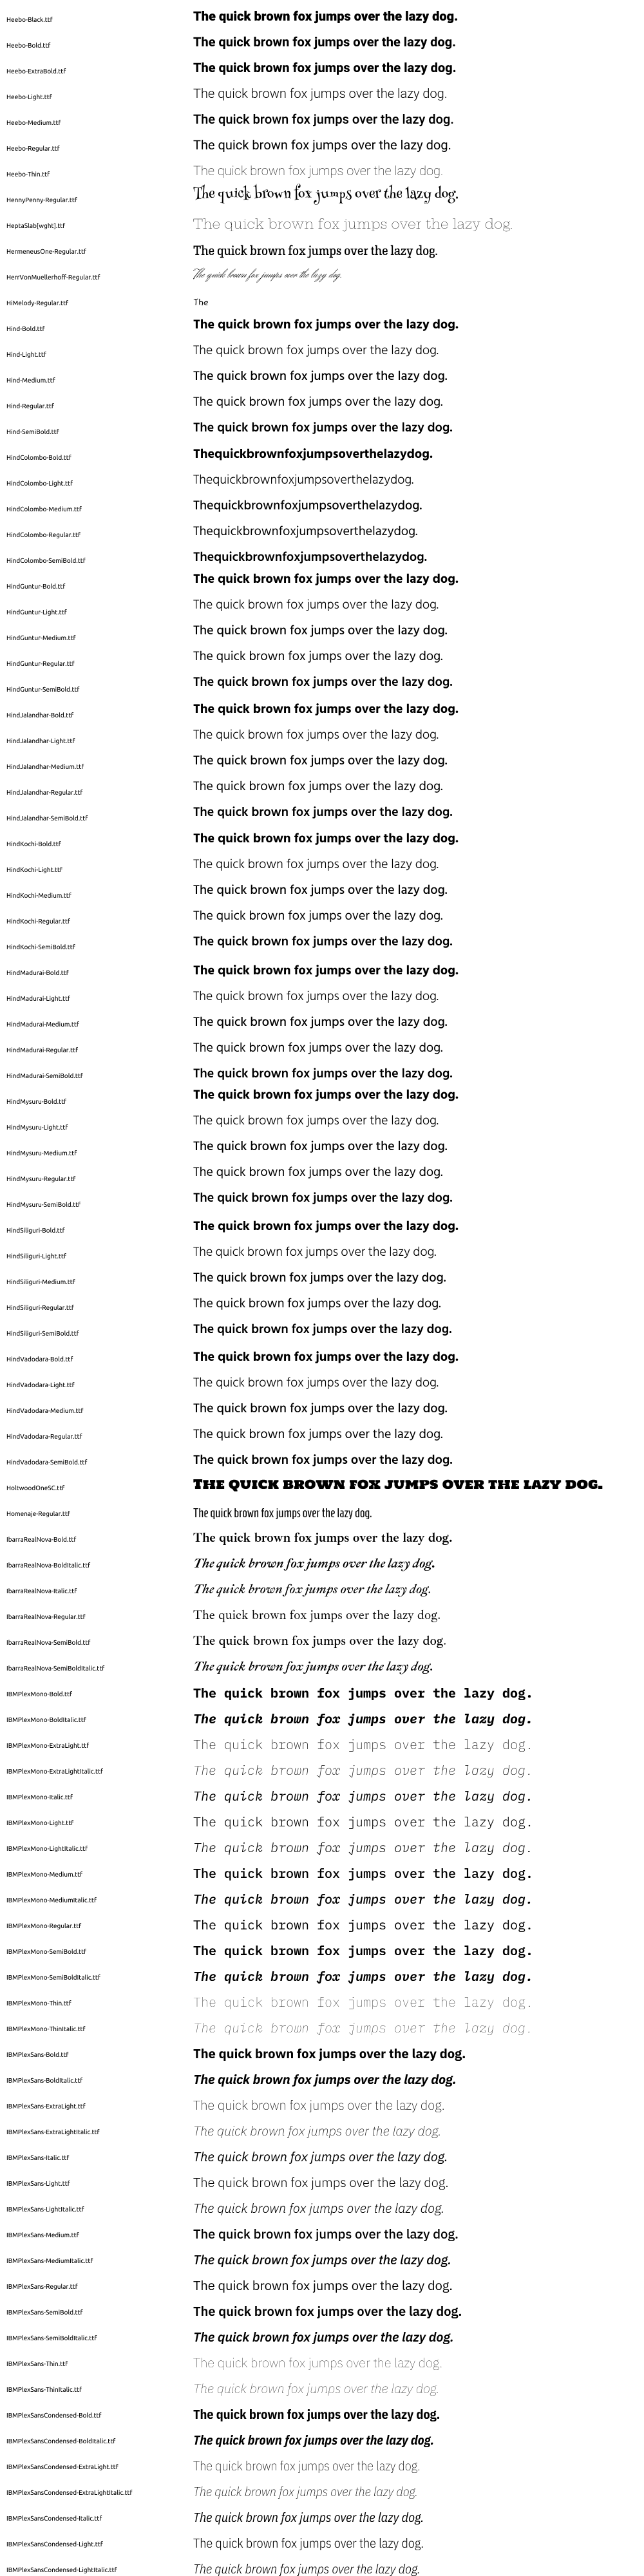 Heebo-Black.ttf The quick brown fox jumps over the lazy dog.
Heebo-Bold.ttf The quick brown fox jumps over the lazy dog.
Heebo-ExtraBold.ttf The quick brown fox jumps over the lazy dog.
Heebo-Light.ttf The quick brown fox jumps over the lazy dog.
Heebo-Medium.ttf The quick brown fox jumps over the lazy dog.
Heebo-Regular.ttf The quick brown fox jumps over the lazy dog.
Heebo-Thin.ttf The quick brown fox jumps over the lazy dog.
HennyPenny-Regular.ttf The quick brown fox jumps over the lazy dog.
HeptaSlab[wght].ttf The quick brown fox jumps over the lazy dog.
HermeneusOne-Regular.ttf The quick brown fox jumps over the lazy dog.
HerrVonMuellerhoff-Regular.ttf The quick brown fox jumps over the lazy dog.
HiMelody-Regular.ttf The
Hind-Bold.ttf The quick brown fox jumps over the lazy dog.
Hind-Light.ttf The quick brown fox jumps over the lazy dog.
Hind-Medium.ttf The quick brown fox jumps over the lazy dog.
Hind-Regular.ttf The quick brown fox jumps over the lazy dog.
Hind-SemiBold.ttf The quick brown fox jumps over the lazy dog.
HindColombo-Bold.ttf Thequickbrownfoxjumpsoverthelazydog.
HindColombo-Light.ttf Thequickbrownfoxjumpsoverthelazydog.
HindColombo-Medium.ttf Thequickbrownfoxjumpsoverthelazydog.
HindColombo-Regular.ttf Thequickbrownfoxjumpsoverthelazydog.
HindColombo-SemiBold.ttf Thequickbrownfoxjumpsoverthelazydog.
HindGuntur-Bold.ttf The quick brown fox jumps over the lazy dog.
HindGuntur-Light.ttf The quick brown fox jumps over the lazy dog.
HindGuntur-Medium.ttf The quick brown fox jumps over the lazy dog.
HindGuntur-Regular.ttf The quick brown fox jumps over the lazy dog.
HindGuntur-SemiBold.ttf The quick brown fox jumps over the lazy dog.
HindJalandhar-Bold.ttf The quick brown fox jumps over the lazy dog.
HindJalandhar-Light.ttf The quick brown fox jumps over the lazy dog.
HindJalandhar-Medium.ttf The quick brown fox jumps over the lazy dog.
HindJalandhar-Regular.ttf The quick brown fox jumps over the lazy dog.
HindJalandhar-SemiBold.ttf The quick brown fox jumps over the lazy dog.
HindKochi-Bold.ttf The quick brown fox jumps over the lazy dog.
HindKochi-Light.ttf The quick brown fox jumps over the lazy dog.
HindKochi-Medium.ttf The quick brown fox jumps over the lazy dog.
HindKochi-Regular.ttf The quick brown fox jumps over the lazy dog.
HindKochi-SemiBold.ttf The quick brown fox jumps over the lazy dog.
HindMadurai-Bold.ttf The quick brown fox jumps over the lazy dog.
HindMadurai-Light.ttf The quick brown fox jumps over the lazy dog.
HindMadurai-Medium.ttf The quick brown fox jumps over the lazy dog.
HindMadurai-Regular.ttf The quick brown fox jumps over the lazy dog.
HindMadurai-SemiBold.ttf The quick brown fox jumps over the lazy dog.
HindMysuru-Bold.ttf The quick brown fox jumps over the lazy dog.
HindMysuru-Light.ttf The quick brown fox jumps over the lazy dog.
HindMysuru-Medium.ttf The quick brown fox jumps over the lazy dog.
HindMysuru-Regular.ttf The quick brown fox jumps over the lazy dog.
HindMysuru-SemiBold.ttf The quick brown fox jumps over the lazy dog.
HindSiliguri-Bold.ttf The quick brown fox jumps over the lazy dog.
HindSiliguri-Light.ttf The quick brown fox jumps over the lazy dog.
HindSiliguri-Medium.ttf The quick brown fox jumps over the lazy dog.
HindSiliguri-Regular.ttf The quick brown fox jumps over the lazy dog.
HindSiliguri-SemiBold.ttf The quick brown fox jumps over the lazy dog.
HindVadodara-Bold.ttf The quick brown fox jumps over the lazy dog.
HindVadodara-Light.ttf The quick brown fox jumps over the lazy dog.
HindVadodara-Medium.ttf The quick brown fox jumps over the lazy dog.
HindVadodara-Regular.ttf The quick brown fox jumps over the lazy dog.
HindVadodara-SemiBold.ttf The quick brown fox jumps over the lazy dog.
HoltwoodOneSC.ttf THE QUICK BROWN FOX JUMPS OVER THE LAZY DOG.
Homenaje-Regular.ttf The quick brown fox jumps over the lazy dog.
IbarraRealNova-Bold.ttf The quick brown fox jumps over the lazy dog.
IbarraRealNova-BoldItalic.ttf The quick brown fox jumps over the lazy dog.
IbarraRealNova-Italic.ttf The quick brown fox jumps over the lazy dog.
IbarraRealNova-Regular.ttf The quick brown fox jumps over the lazy dog.
IbarraRealNova-SemiBold.ttf The quick brown fox jumps over the lazy dog.
IbarraRealNova-SemiBoldItalic.ttf The quick brown fox jumps over the lazy dog.
IBMPlexMono-Bold.ttf The quick brown fox jumps over the lazy dog.
IBMPlexMono-BoldItalic.ttf The quick brown fox jumps over the lazy dog.
IBMPlexMono-ExtraLight.ttf The quick brown fox jumps over the lazy dog.
IBMPlexMono-ExtraLightItalic.ttf The quick brown fox jumps over the lazy dog.
IBMPlexMono-Italic.ttf The quick brown fox jumps over the lazy dog.
IBMPlexMono-Light.ttf The quick brown fox jumps over the lazy dog.
IBMPlexMono-LightItalic.ttf The quick brown fox jumps over the lazy dog.
IBMPlexMono-Medium.ttf The quick brown fox jumps over the lazy dog.
IBMPlexMono-MediumItalic.ttf The quick brown fox jumps over the lazy dog.
IBMPlexMono-Regular.ttf The quick brown fox jumps over the lazy dog.
IBMPlexMono-SemiBold.ttf The quick brown fox jumps over the lazy dog.
IBMPlexMono-SemiBoldItalic.ttf The quick brown fox jumps over the lazy dog.
IBMPlexMono-Thin.ttf The quick brown fox jumps over the lazy dog.
IBMPlexMono-ThinItalic.ttf The quick brown fox jumps over the lazy dog.
IBMPlexSans-Bold.ttf The quick brown fox jumps over the lazy dog.
IBMPlexSans-BoldItalic.ttf The quick brown fox jumps over the lazy dog.
IBMPlexSans-ExtraLight.ttf The quick brown fox jumps over the lazy dog.
IBMPlexSans-ExtraLightItalic.ttf The quick brown fox jumps over the lazy dog.
IBMPlexSans-Italic.ttf The quick brown fox jumps over the lazy dog.
IBMPlexSans-Light.ttf The quick brown fox jumps over the lazy dog.
IBMPlexSans-LightItalic.ttf The quick brown fox jumps over the lazy dog.
IBMPlexSans-Medium.ttf The quick brown fox jumps over the lazy dog.
IBMPlexSans-MediumItalic.ttf The quick brown fox jumps over the lazy dog.
IBMPlexSans-Regular.ttf The quick brown fox jumps over the lazy dog.
IBMPlexSans-SemiBold.ttf The quick brown fox jumps over the lazy dog.
IBMPlexSans-SemiBoldItalic.ttf The quick brown fox jumps over the lazy dog.
IBMPlexSans-Thin.ttf The quick brown fox jumps over the lazy dog.
IBMPlexSans-ThinItalic.ttf The quick brown fox jumps over the lazy dog.
IBMPlexSansCondensed-Bold.ttf The quick brown fox jumps over the lazy dog.
IBMPlexSansCondensed-BoldItalic.ttf The quick brown fox jumps over the lazy dog.
IBMPlexSansCondensed-ExtraLight.ttf The quick brown fox jumps over the lazy dog.
IBMPlexSansCondensed-ExtraLightItalic.ttf The quick brown fox jumps over the lazy dog.
IBMPlexSansCondensed-Italic.ttf The quick brown fox jumps over the lazy dog.
IBMPlexSansCondensed-Light.ttf The quick brown fox jumps over the lazy dog.
IBMPlexSansCondensed-LightItalic.ttf The quick brown fox jumps over the lazy dog.